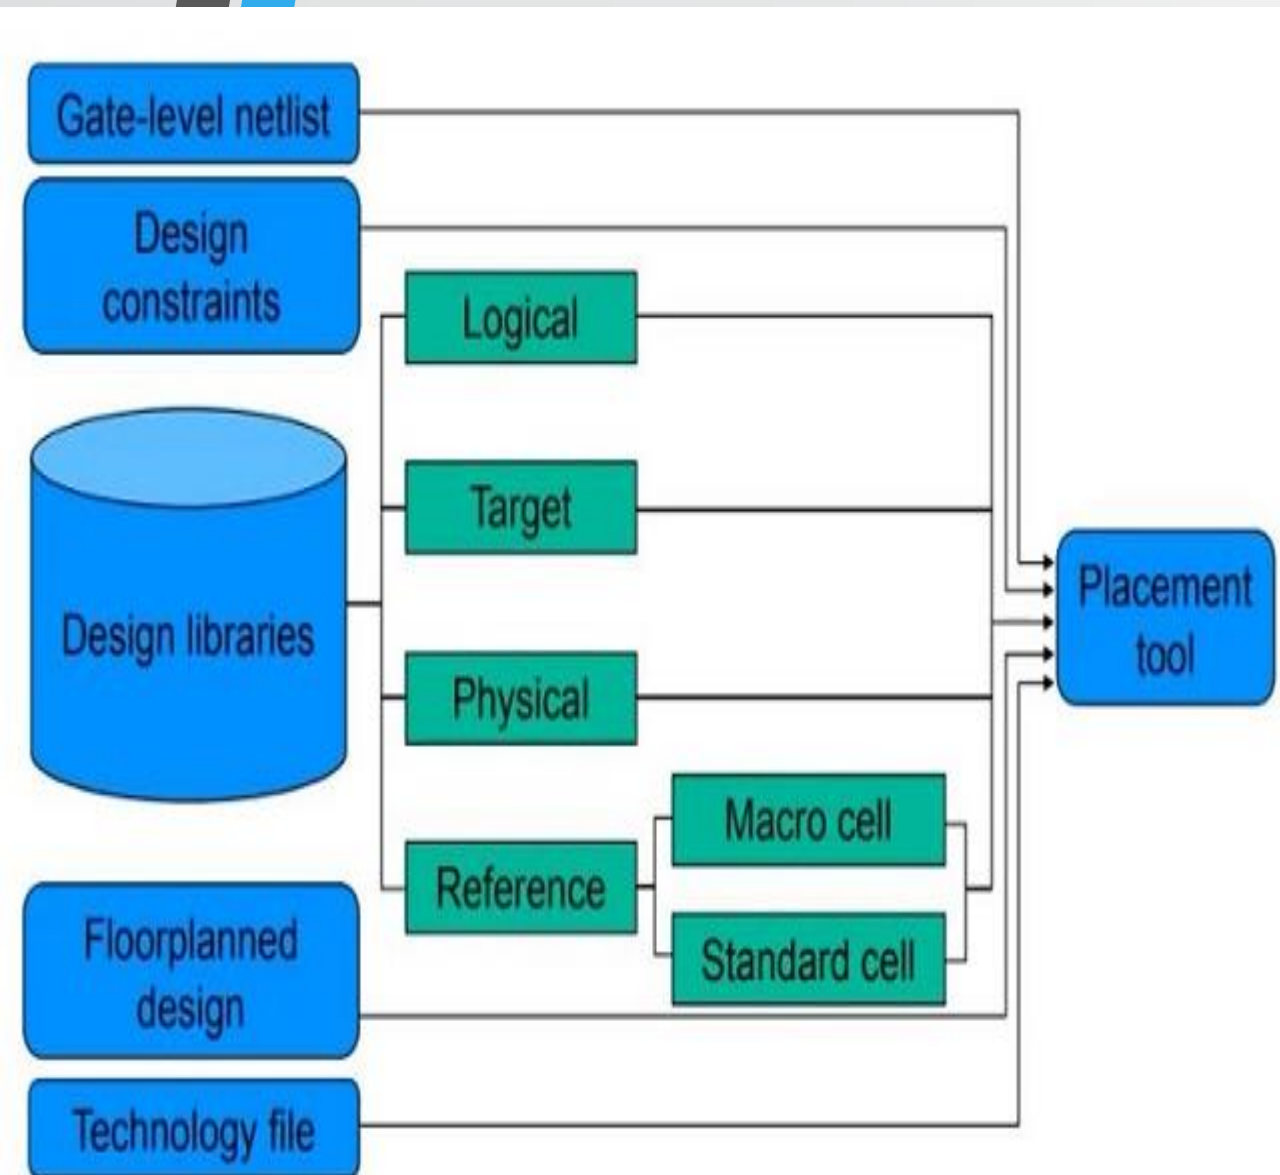 Gate-level netlist
Design
constraints
Logical
Target
Design libraries
Physical
Placement
tool
Macro cell
Reference
Standard cell
Floorplanned
design
Technology file